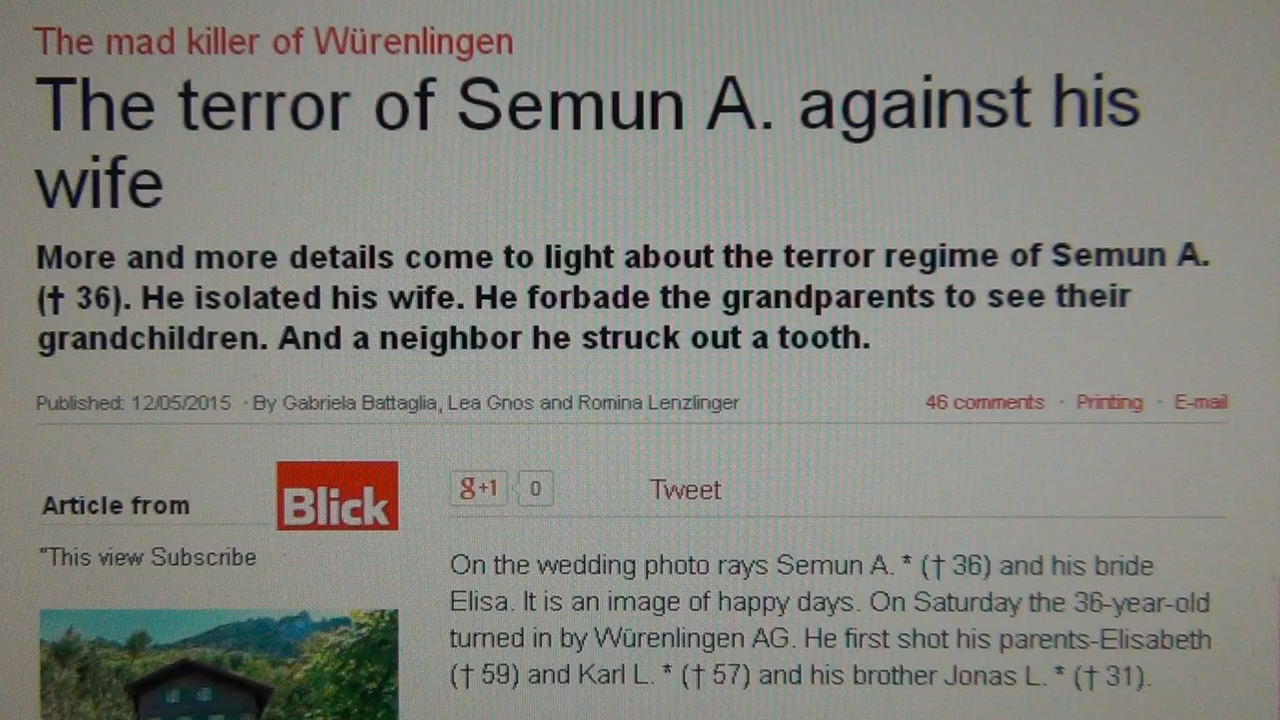 The mad killer of Würenlingen
The terror of Semun A. against his
wife
More and more details come to light about the terror regime of Semun A.
(† 36). He isolated his wife. He forbade the grandparents to see their
grandchildren. And a neighbor he struck out a tooth.
Published: 12/05/2015 · By Gabriela Battaglia, Lea Gnos and Romina Lenzlinger
46 comments · Printing · E-mail
Article from
Blick
"This view Subscribe
g+1 0 Tweet
On the wedding photo rays Semun A. * († 36) and his bride
Elisa. It is an image of happy days. On Saturday the 36-year-old
turned in by Würenlingen AG. He first shot his parents-Elisabeth
(† 59) and Karl L. * († 57) and his brother Jonas L. * († 31).